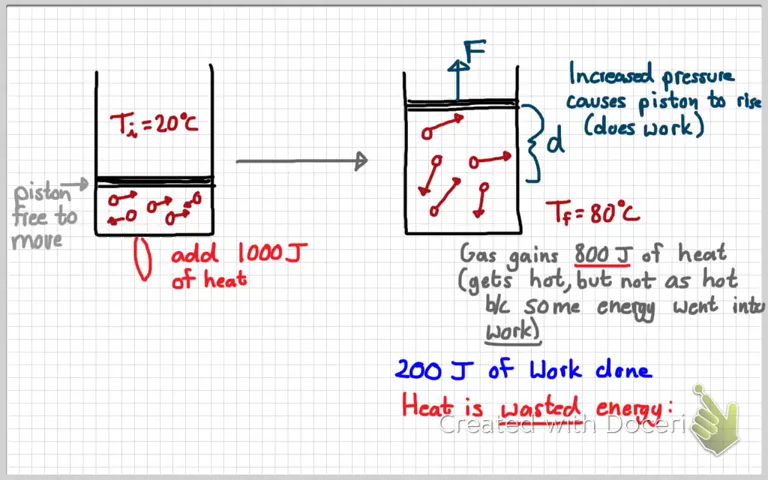 F
Increased pressure
causes piston to rise
(does work)
Ti = 20°C
d
piston
free to
move
Tf = 80°C
add 1000 J
of heat
Gas gains 800 J of heat
(gets hot, but not as hot
b/c some energy went into
work)
200 J of Work done
Heat is wasted energy:
Created with Doceri